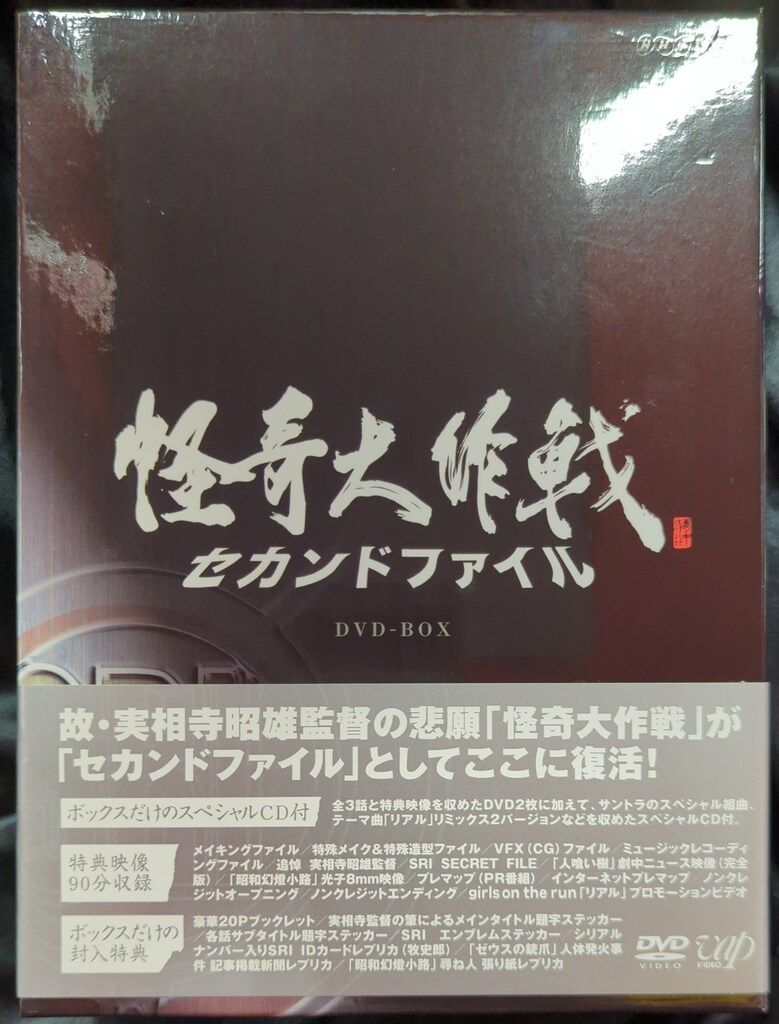 NHK
怪奇大作戦
セカンドファイル
DVD-BOX
故・実相寺昭雄監督の悲願「怪奇大作戦」が
「セカンドファイル」としてここに復活!
ボックスだけのスペシャルCD付
全3話と特典映像を収めたDVD2枚に加えて、サントラのスペシャル組曲、
テーマ曲「リアル」リミックス2バージョンなどを収めたスペシャルCD付。
特典映像
90分収録
メイキングファイル/特殊メイク&特殊造型ファイル/VFX(CG)ファイル/ミュージックレコーディ
ングファイル/追悼 実相寺昭雄監督/SRI SECRET FILE/「人喰い樹」劇中ニュース映像(完全
版)/「昭和幻燈小路」光子8mm映像/プレマップ(PR番組)/インターネットプレマップ/ノンクレ
ジットオープニング/ノンクレジットエンディング/girls on the run「リアル」プロモーションビデオ
ボックスだけの
封入特典
豪華20Pブックレット/実相寺監督の筆によるメインタイトル題字ステッカー
/各話サブタイトル題字ステッカー/SRI エンブレムステッカー/シリアル
ナンバー入りSRI IDカードレプリカ(牧史郎)/「ゼウスの銃爪」人体発火事
件 記事掲載新聞レプリカ/「昭和幻燈小路」尋ね人 張り紙レプリカ
DVD
VIDEO
vap
VIDEO